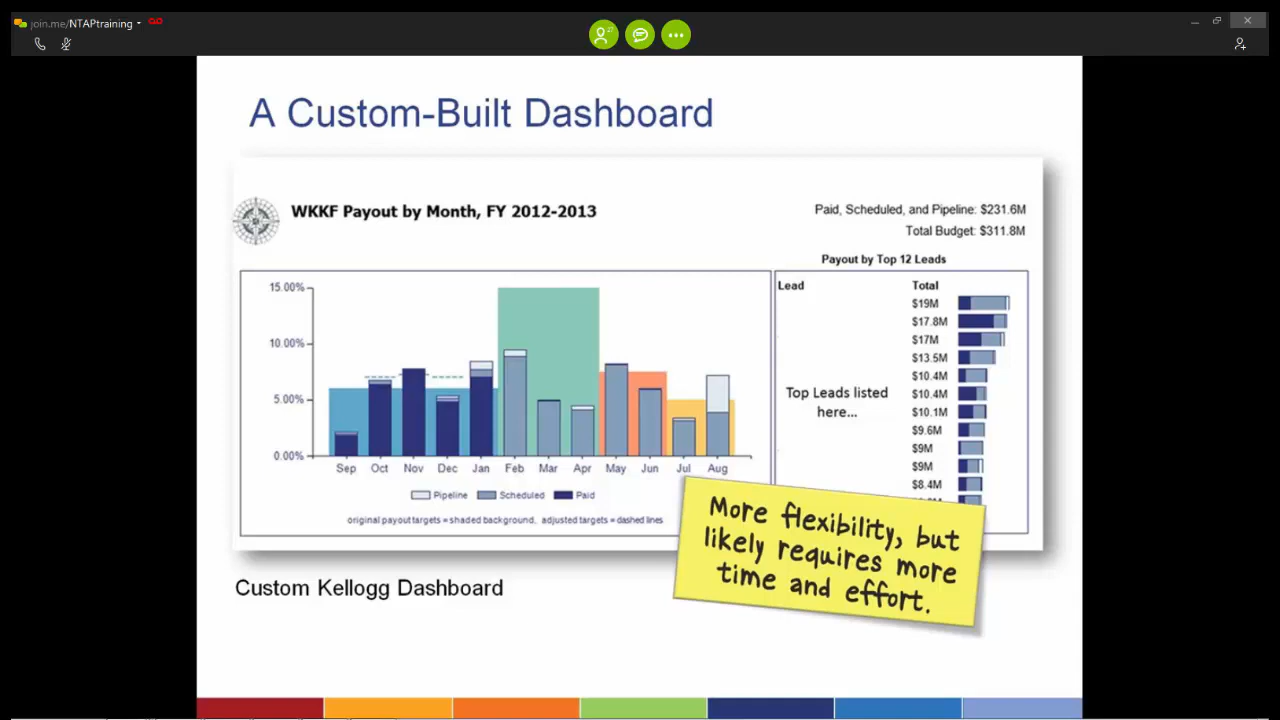 join.me/NTAPtraining
27
A Custom-Built Dashboard
WKKF Payout by Month, FY 2012-2013
Paid, Scheduled, and Pipeline: $231.6M
Total Budget: $311.8M
Payout by Top 12 Leads
15.00%
10.00%
5.00%
0.00%
Sep Oct Nov Dec Jan Feb Mar Apr May Jun Jul Aug
Pipeline Scheduled Paid
original payout targets = shaded background, adjusted targets = dashed lines
Lead Total
$19M
$17.8M
$17M
$13.5M
$10.4M
$10.4M
$10.1M
$9.6M
$9M
$9M
$8.4M
Top Leads listed
here...
More flexibility, but
likely requires more
time and effort.
Custom Kellogg Dashboard